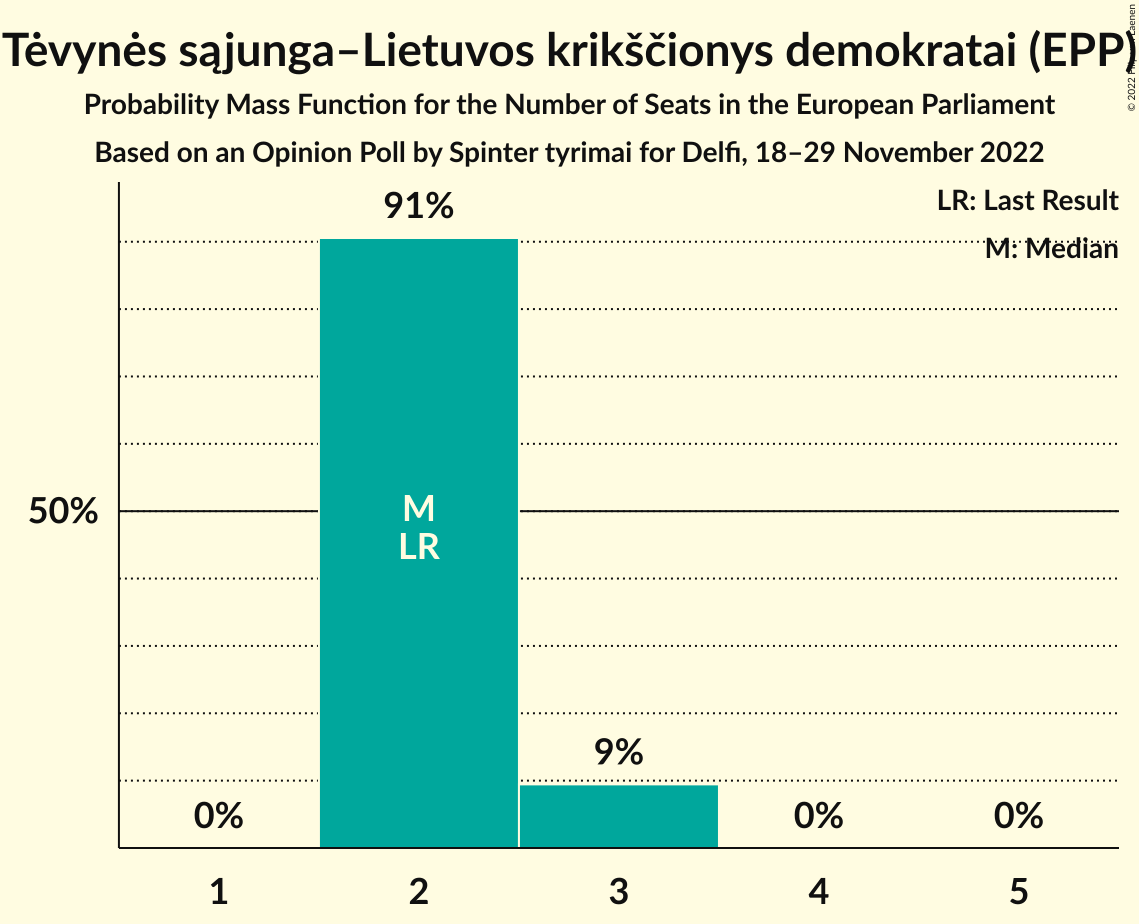 Tėvynės sąjunga–Lietuvos krikščionys demokratai (EPP)
Probability Mass Function for the Number of Seats in the European Parliament
Based on an Opinion Poll by Spinter tyrimai for Delfi, 18–29 November 2022
© 2022 Laenen
LR: Last Result
M: Median
91%
50%
M
LR
9%
0%
0%
0%
1
2
3
4
5